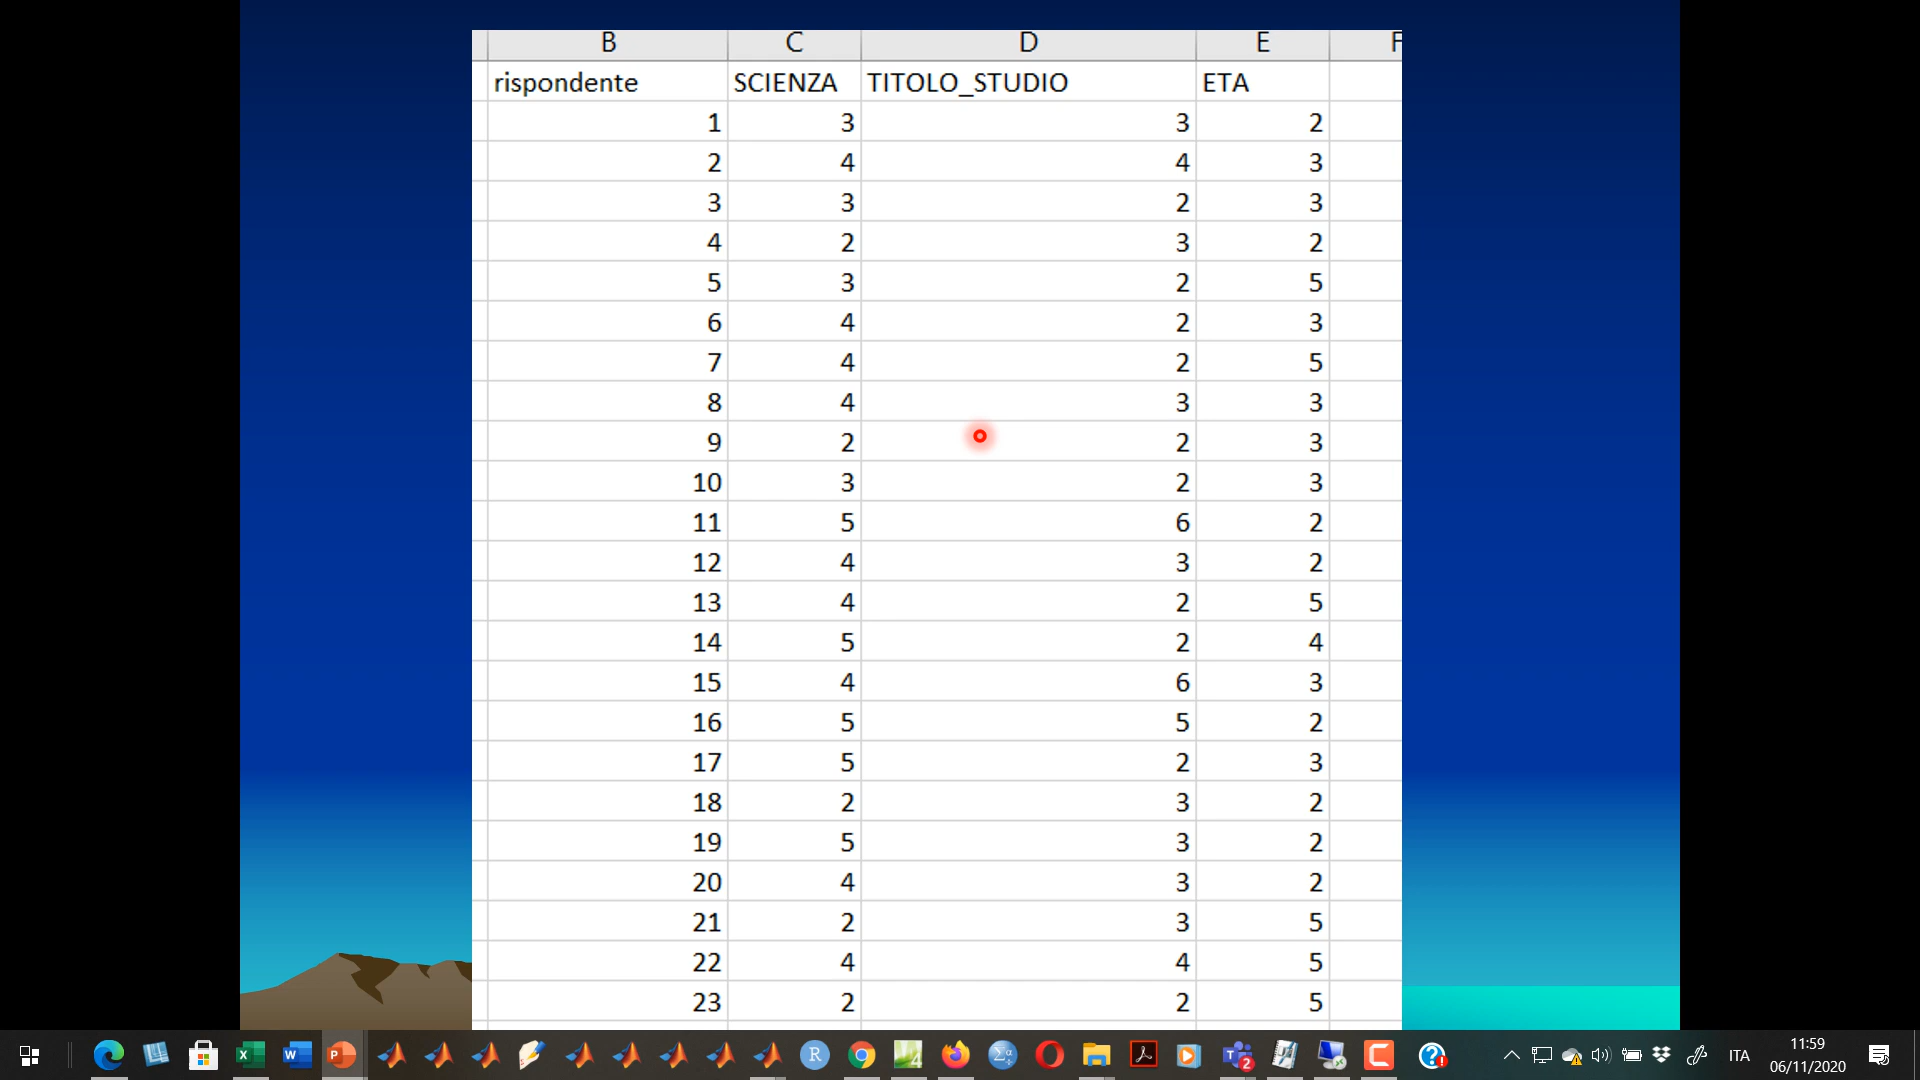 B C D E F
rispondente SCIENZA TITOLO_STUDIO ETA
1 3 3 2
2 4 4 3
3 3 2 3
4 2 3 2
5 3 2 5
6 4 2 3
7 4 2 5
8 4 3 3
9 2 2 3
10 3 2 3
11 5 6 2
12 4 3 2
13 4 2 5
14 5 2 4
15 4 6 3
16 5 5 2
17 5 2 3
18 2 3 2
19 5 3 2
20 4 3 2
21 2 3 5
22 4 4 5
23 2 2 5
ITA
11:59
06/11/2020